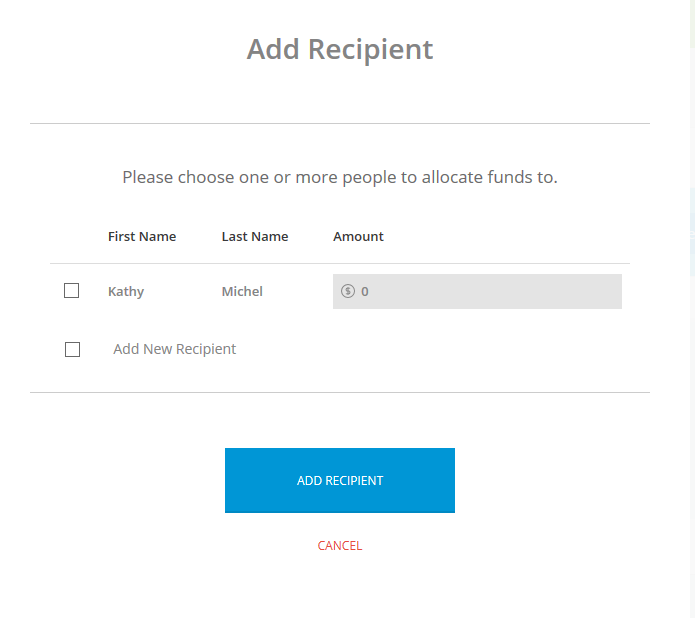 Add Recipient
Please choose one or more people to allocate funds to.
First Name Last Name Amount
Kathy Michel $ 0
Add New Recipient
ADD RECIPIENT
CANCEL